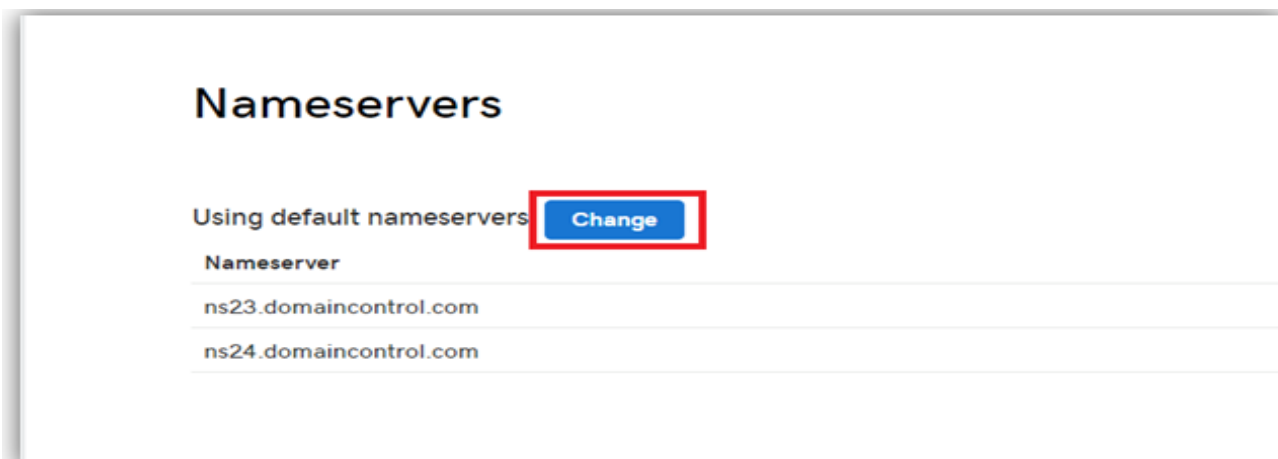 Nameservers
Using default nameservers Change
Nameserver
ns23.domaincontrol.com
ns24.domaincontrol.com